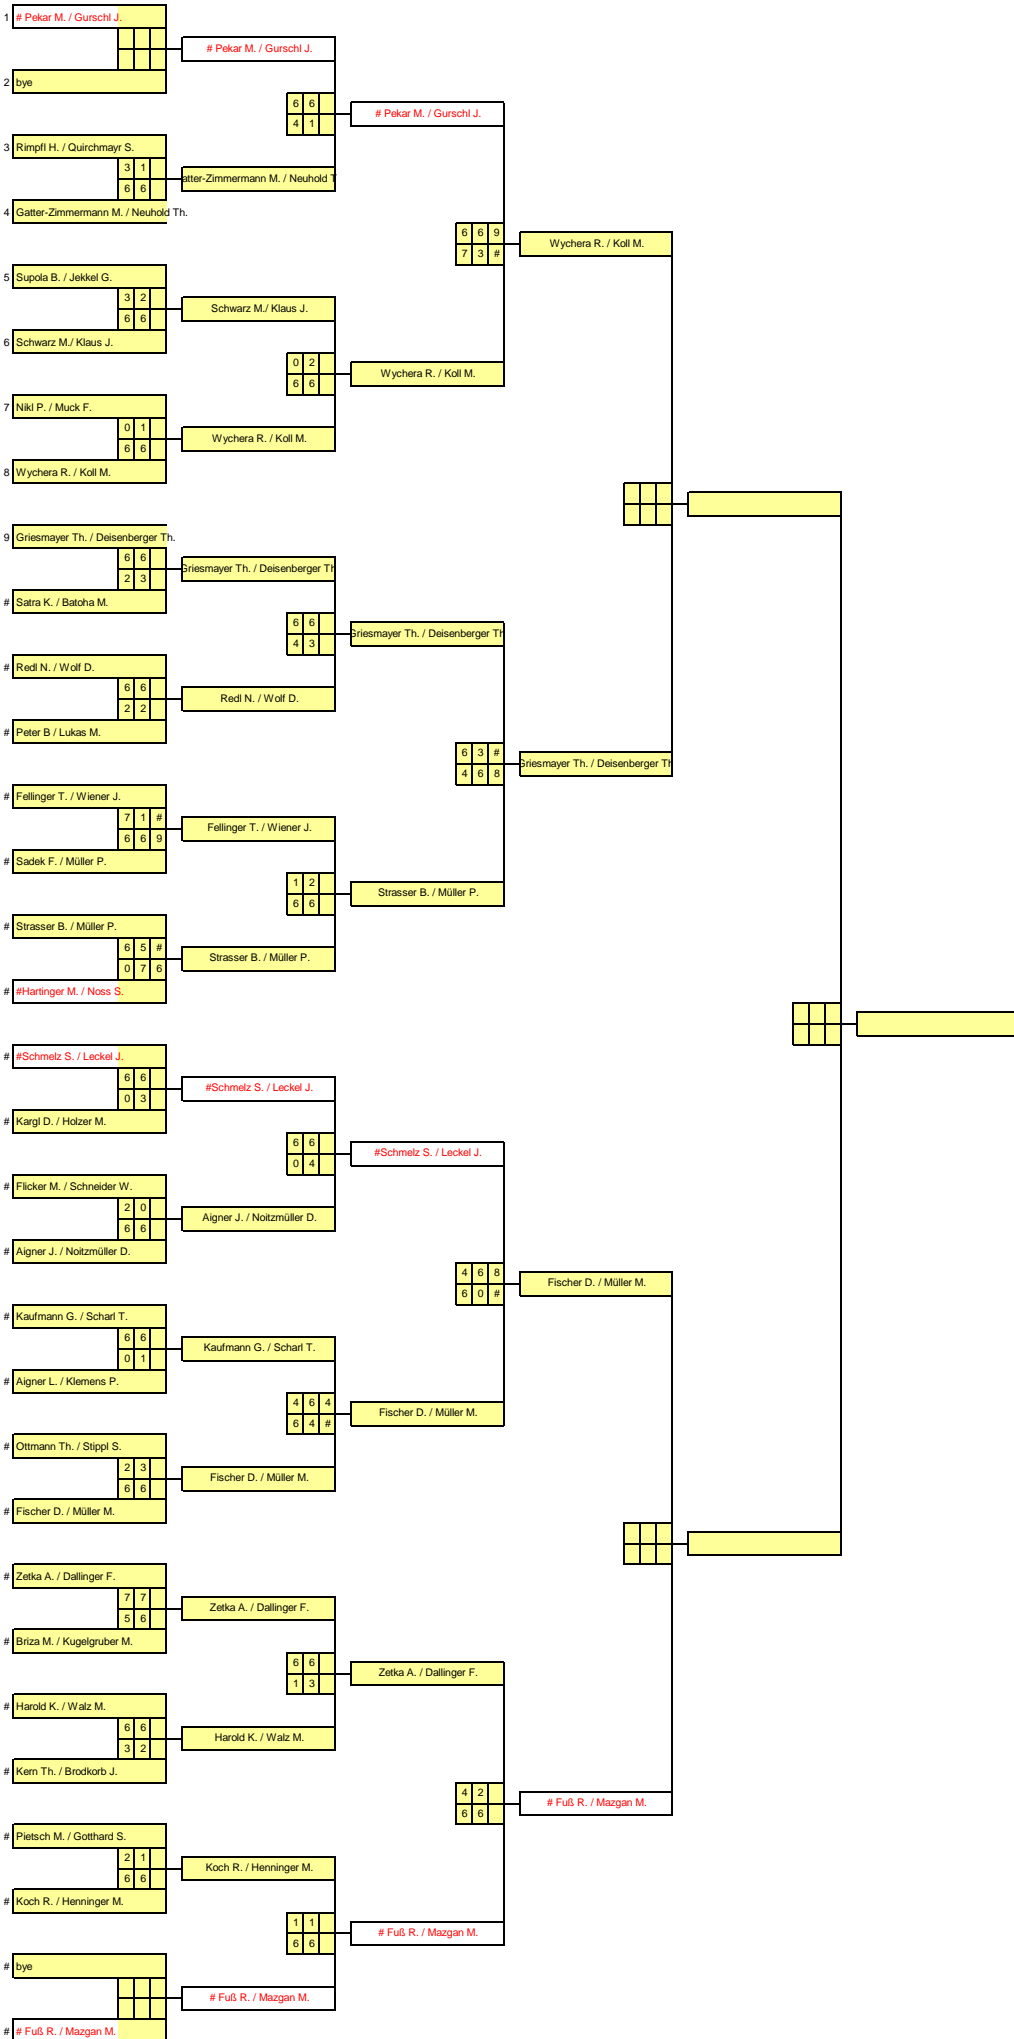 1 # Pekar M. / Gurschl J.
# Pekar M. / Gurschl J.
2 bye
6 6
4 1
# Pekar M. / Gurschl J.
3 Rimpfl H. / Quirchmayr S.
3 1
6 6
atter-Zimmermann M. / Neuhold T
4 Gatter-Zimmermann M. / Neuhold Th.
6 6 9
7 3 #
Wychera R. / Koll M.
5 Supola B. / Jekkel G.
3 2
6 6
Schwarz M./ Klaus J.
6 Schwarz M./ Klaus J.
0 2
6 6
Wychera R. / Koll M.
7 Nikl P. / Muck F.
0 1
6 6
Wychera R. / Koll M.
8 Wychera R. / Koll M.
9 Griesmayer Th. / Deisenberger Th.
6 6
2 3
Griesmayer Th. / Deisenberger Th
# Satra K. / Batoha M.
6 6
4 3
Griesmayer Th. / Deisenberger Th
# Redl N. / Wolf D.
6 6
2 2
Redl N. / Wolf D.
# Peter B / Lukas M.
6 3 #
4 6 8
Griesmayer Th. / Deisenberger Th
# Fellinger T. / Wiener J.
7 1 #
6 6 9
Fellinger T. / Wiener J.
# Sadek F. / Müller P.
1 2
6 6
Strasser B. / Müller P.
# Strasser B. / Müller P.
6 5 #
0 7 6
Strasser B. / Müller P.
# #Hartinger M. / Noss S.
# #Schmelz S. / Leckel J.
6 6
0 3
#Schmelz S. / Leckel J.
# Kargl D. / Holzer M.
6 6
0 4
#Schmelz S. / Leckel J.
# Flicker M. / Schneider W.
2 0
6 6
Aigner J. / Noitzmüller D.
# Aigner J. / Noitzmüller D.
4 6 8
6 0 #
Fischer D. / Müller M.
# Kaufmann G. / Scharl T.
6 6
0 1
Kaufmann G. / Scharl T.
# Aigner L. / Klemens P.
4 6 4
6 4 #
Fischer D. / Müller M.
# Ottmann Th. / Stippl S.
2 3
6 6
Fischer D. / Müller M.
# Fischer D. / Müller M.
# Zetka A. / Dallinger F.
7 7
5 6
Zetka A. / Dallinger F.
# Briza M. / Kugelgruber M.
6 6
1 3
Zetka A. / Dallinger F.
# Harold K. / Walz M.
6 6
3 2
Harold K. / Walz M.
# Kern Th. / Brodkorb J.
4 2
6 6
# Fuß R. / Mazgan M.
# Pietsch M. / Gotthard S.
2 1
6 6
Koch R. / Henninger M.
# Koch R. / Henninger M.
1 1
6 6
# Fuß R. / Mazgan M.
# bye
# Fuß R. / Mazgan M.
# # Fuß R. / Mazgan M.